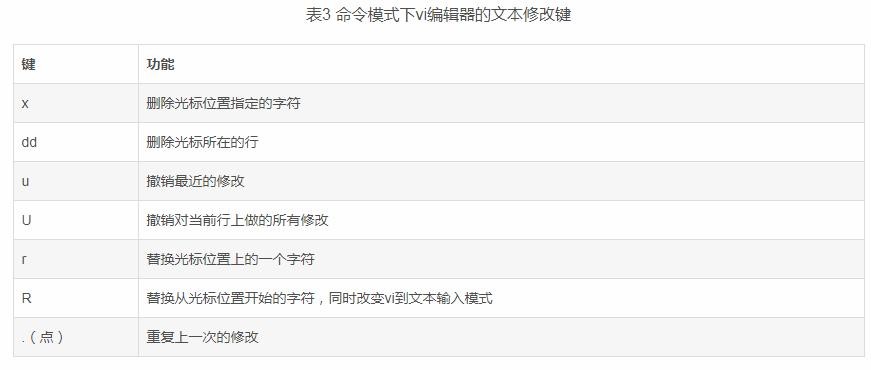 表3 命令模式下vi编辑器的文本修改键
键 功能
x 删除光标位置指定的字符
dd 删除光标所在的行
u 撤销最近的修改
U 撤销对当前行上做的所有修改
r 替换光标位置上的一个字符
R 替换从光标位置开始的字符，同时改变vi到文本输入模式
.（点） 重复上一次的修改